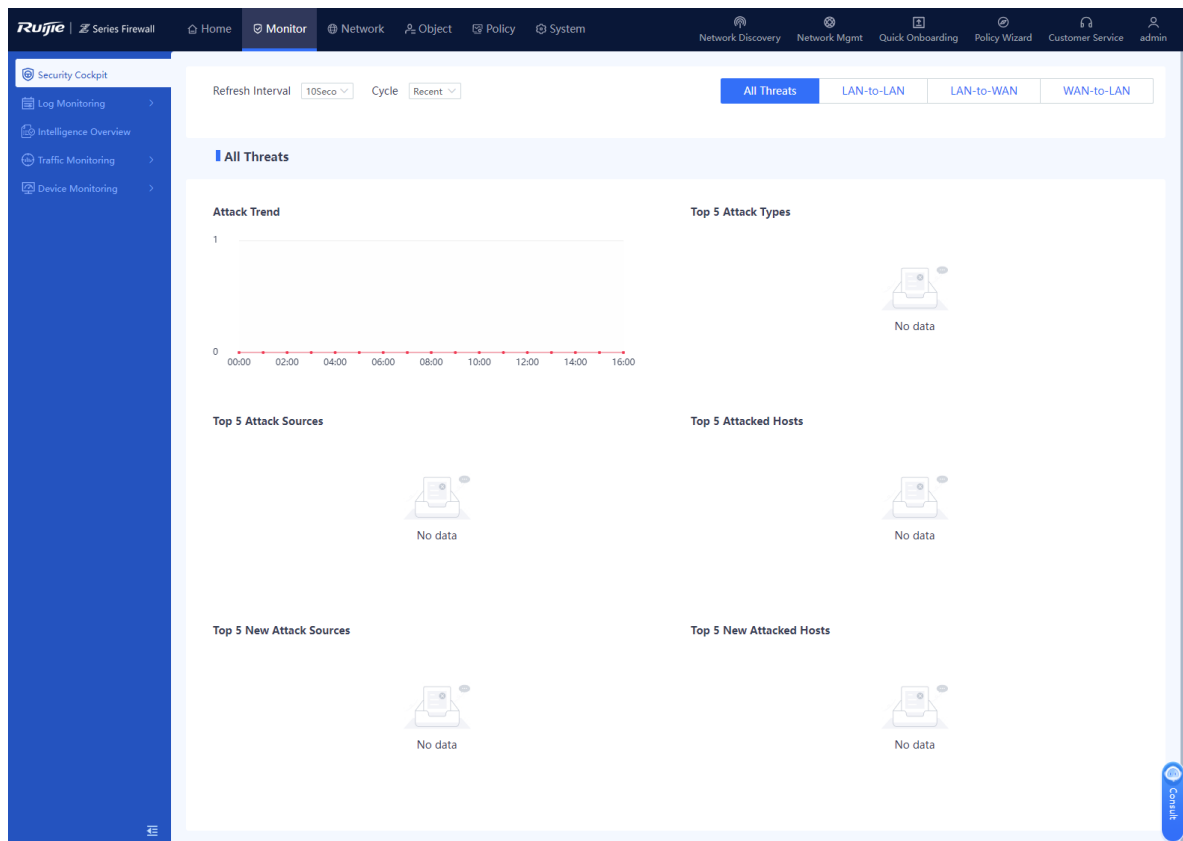 Ruijie | Z Series Firewall Home Monitor Network Object Policy System Network Discovery Network Mgmt Quick Onboarding Policy Wizard Customer Service admin
Security Cockpit
Log Monitoring
Intelligence Overview
Traffic Monitoring
Device Monitoring
Refresh Interval 10Seco Cycle Recent All Threats LAN-to-LAN LAN-to-WAN WAN-to-LAN
All Threats
Attack Trend
1
0
00:00 02:00 04:00 06:00 08:00 10:00 12:00 14:00 16:00
Top 5 Attack Types
No data
Top 5 Attack Sources
No data
Top 5 Attacked Hosts
No data
Top 5 New Attack Sources
No data
Top 5 New Attacked Hosts
No data
Consult